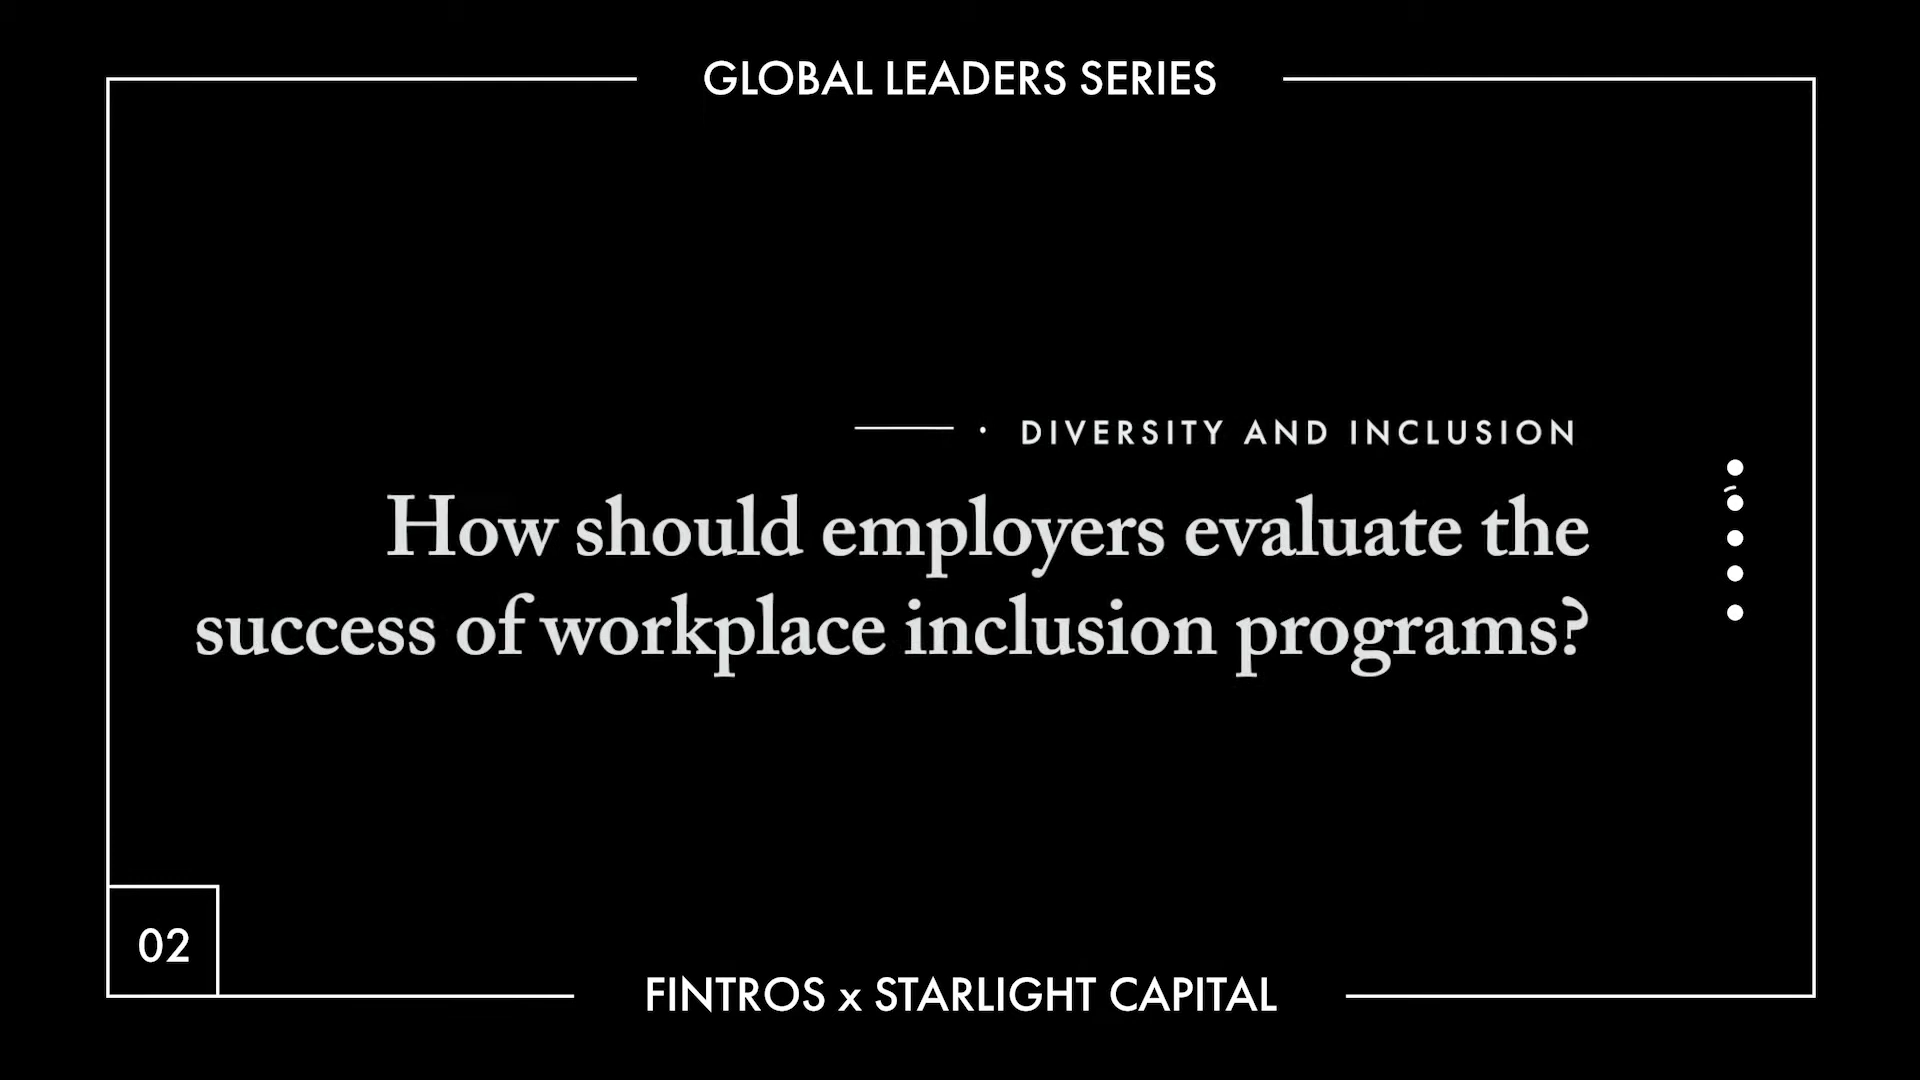 GLOBAL LEADERS SERIES
DIVERSITY AND INCLUSION
How should employers evaluate the
success of workplace inclusion programs?
02
FINTROS x STARLIGHT CAPITAL